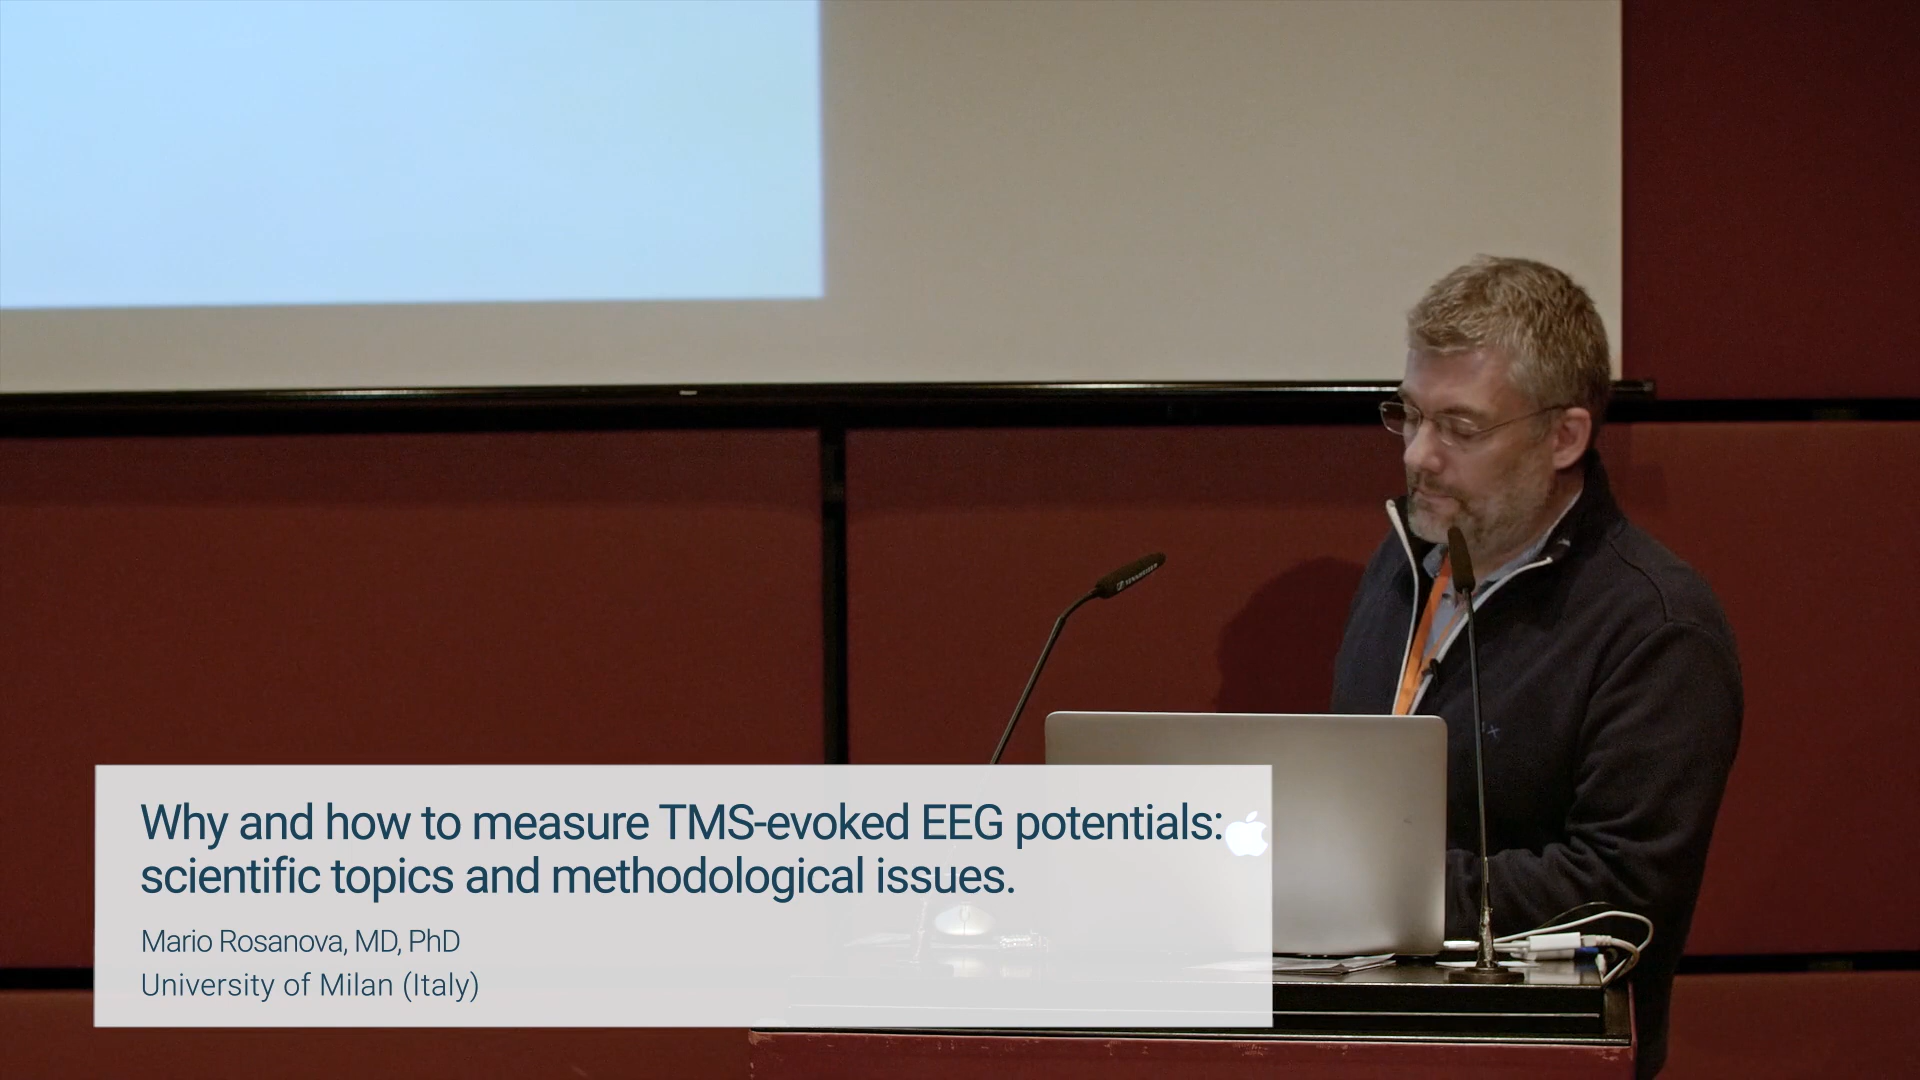 Why and how to measure TMS-evoked EEG potentials:
scientific topics and methodological issues.
Mario Rosanova, MD, PhD
University of Milan (Italy)
SENNHEISER